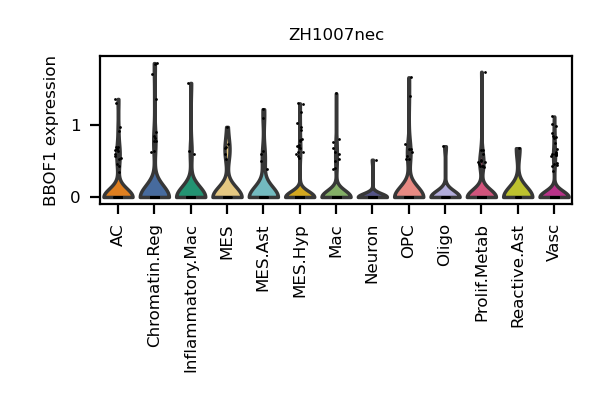 ZH1007nec
BBOF1 expression
1
0
AC
Chromatin.Reg
Inflammatory.Mac
MES
MES.Ast
MES.Hyp
Mac
Neuron
OPC
Oligo
Prolif.Metab
Reactive.Ast
Vasc